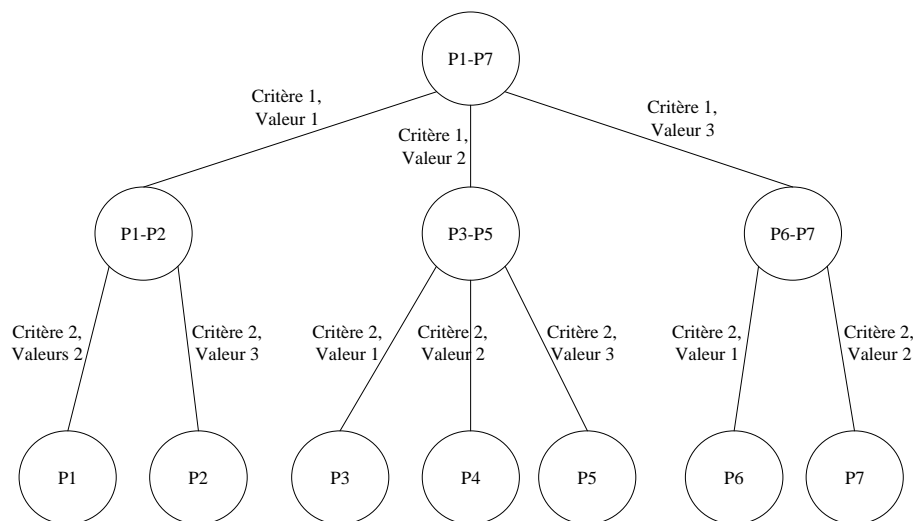 P1-P7
Critère 1,
Valeur 1
Critère 1,
Valeur 2
Critère 1,
Valeur 3
P1-P2
P3-P5
P6-P7
Critère 2,
Valeurs 2
Critère 2,
Valeur 3
Critère 2,
Valeur 1
Critère 2,
Valeur 2
Critère 2,
Valeur 3
Critère 2,
Valeur 1
Critère 2,
Valeur 2
P1
P2
P3
P4
P5
P6
P7